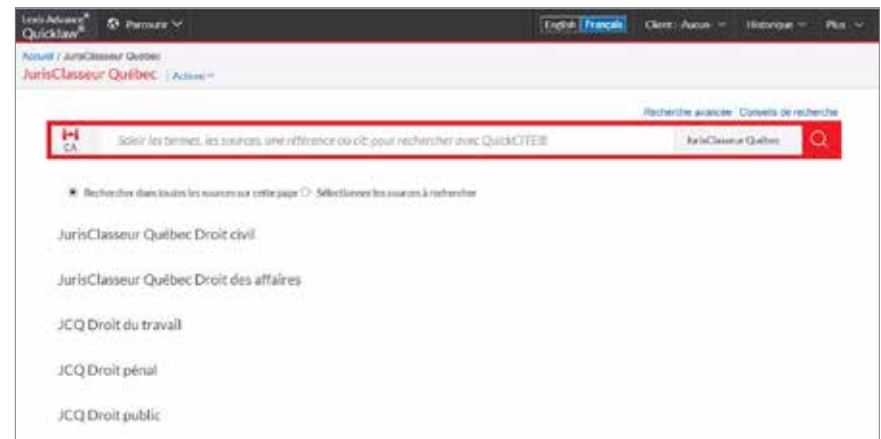 Lexis Advance®
Quicklaw®
Parcourir
English Français
Client: Aucun
Historique
Plus
Accueil / JurisClasseur Québec
JurisClasseur Québec
Actions
Recherche avancée Conseils de recherche
CA
Saisir les termes, les sources, une référence ou cit: pour rechercher avec QuickCITE®
JurisClasseur Québec
Rechercher dans toutes les sources sur cette page Sélectionner les sources à rechercher
JurisClasseur Québec Droit civil
JurisClasseur Québec Droit des affaires
JCQ Droit du travail
JCQ Droit pénal
JCQ Droit public